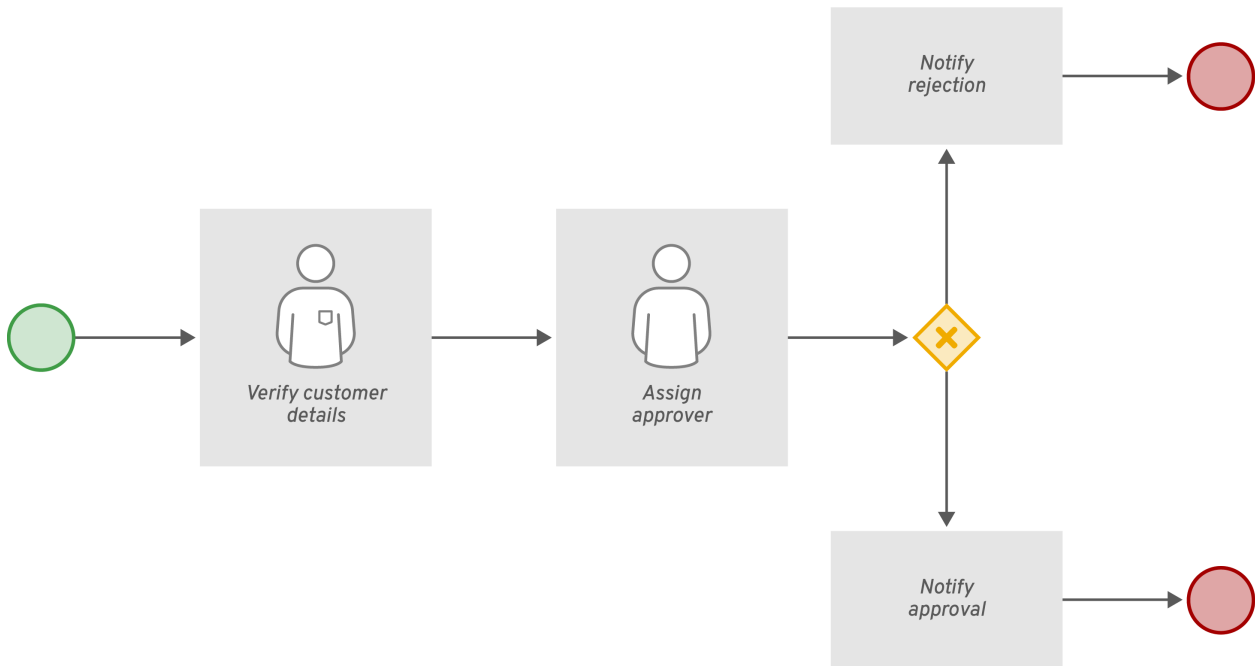 Notify
rejection
Verify customer
details
Assign
approver
Notify
approval